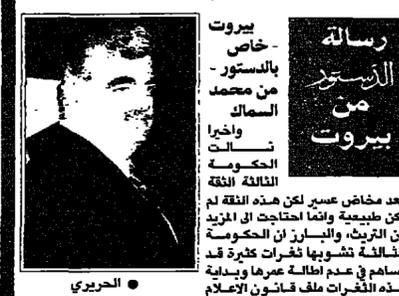 رسالة
الدستور
من
بيروت
بيروت
- خاص
بالدستور -
من محمد
السماك
واخيرا
نالت
الحكومة
الثالثة الثقة
بعد مخاض عسير لكن هذه الثقة لم
تكن طبيعية وانما احتاجت الى المزيد
من التريث، والبارز ان الحكومة
الثالثة تشوبها ثغرات كثيرة قد
تساهم في عدم اطالة عمرها وبداية
هذه الثغرات ملف قانون الاعلام
● الحريري